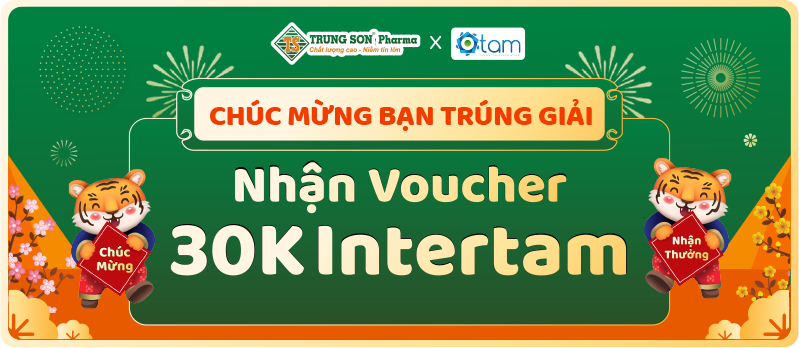 TRUNG SON Pharma
Chất lượng cao - Niềm tin lớn
TS
X
tam
CHÚC MỪNG BẠN TRÚNG GIẢI
Nhận Voucher
30K Intertam
Chúc
Mừng
Nhận
Thưởng